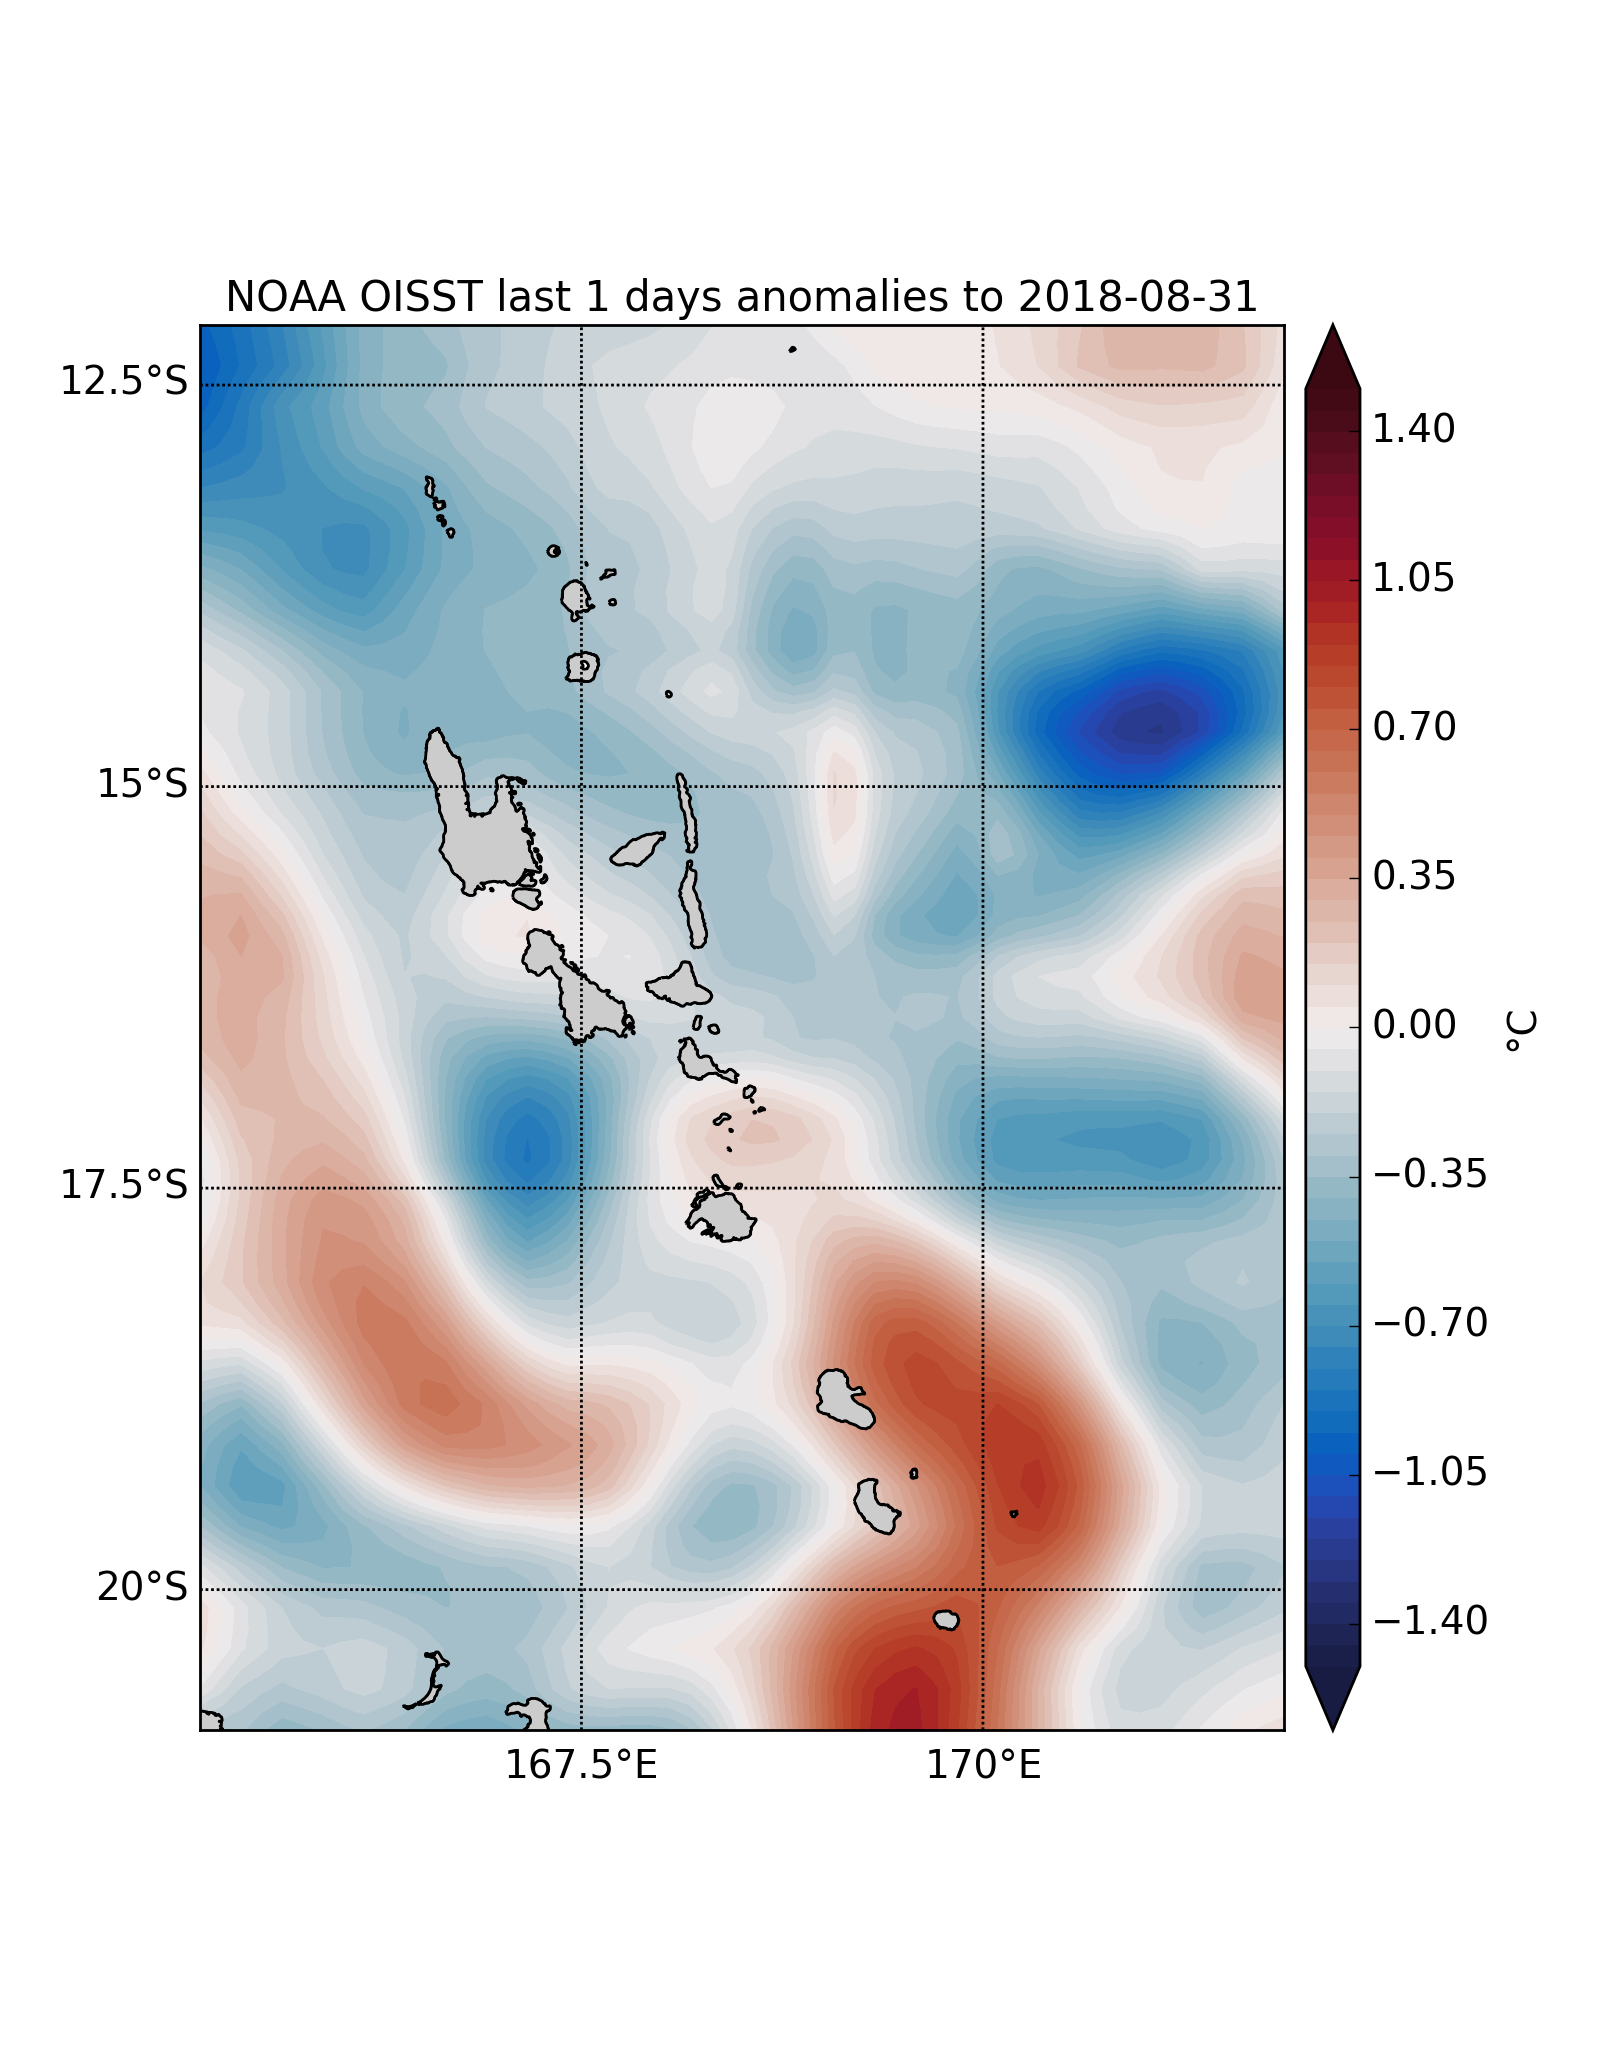 NOAA OISST last 1 days anomalies to 2018-08-31
12.5°S
15°S
17.5°S
20°S
167.5°E
170°E
1.40
1.05
0.70
0.35
0.00
−0.35
−0.70
−1.05
−1.40
°C